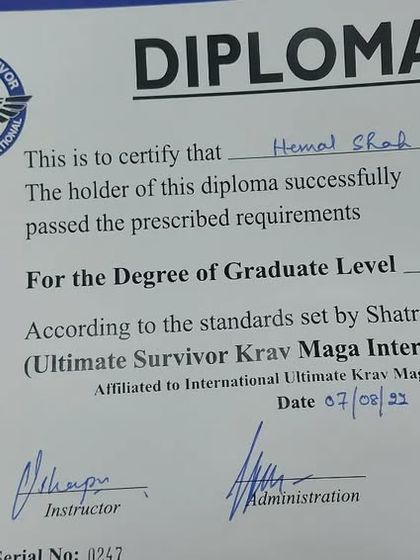 DIPLOMA
This is to certify that Hemal Shah
The holder of this diploma successfully
passed the prescribed requirements
For the Degree of Graduate Level
According to the standards set by Shatr
(Ultimate Survivor Krav Maga Inter
Affiliated to International Ultimate Krav Mag
Date 07/08/22
Instructor
Administration
Serial No: 0247